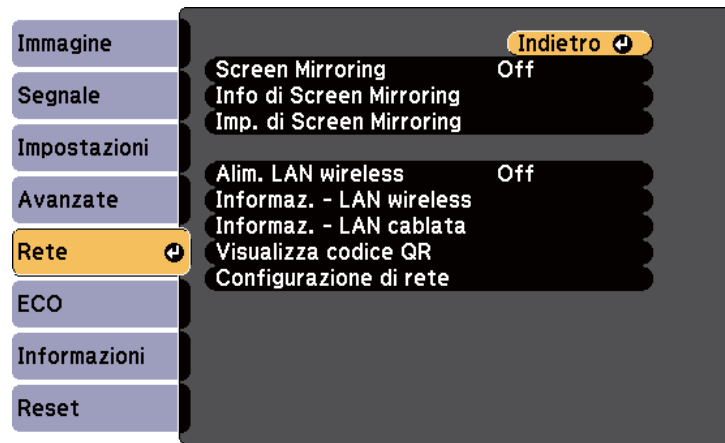 Immagine
Segnale
Impostazioni
Avanzate
Rete
ECO
Informazioni
Reset
Indietro
Screen Mirroring Off
Info di Screen Mirroring
Imp. di Screen Mirroring
Alim. LAN wireless Off
Informaz. - LAN wireless
Informaz. - LAN cablata
Visualizza codice QR
Configurazione di rete